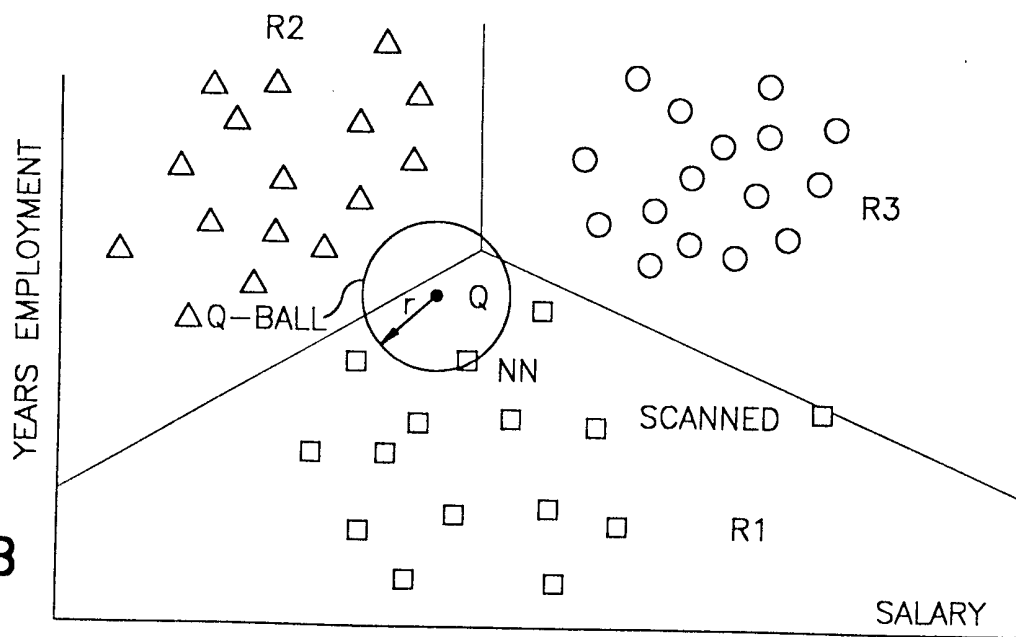 R2
R3
YEARS EMPLOYMENT
Q-BALL
r
Q
NN
SCANNED
R1
SALARY